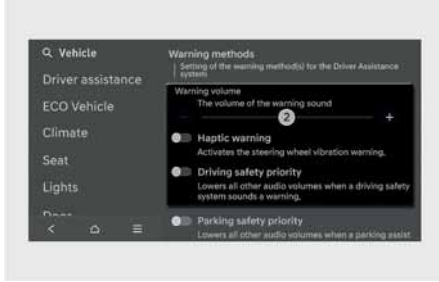 Vehicle
Driver assistance
ECO Vehicle
Climate
Seat
Lights
Doors
Warning methods
Setting of the warning method(s) for the Driver Assistance
system
Warning volume
The volume of the warning sound
- 2 +
Haptic warning
Activates the steering wheel vibration warning.
Driving safety priority
Lowers all other audio volumes when a driving safety
system sounds a warning.
Parking safety priority
Lowers all other audio volumes when a parking assist